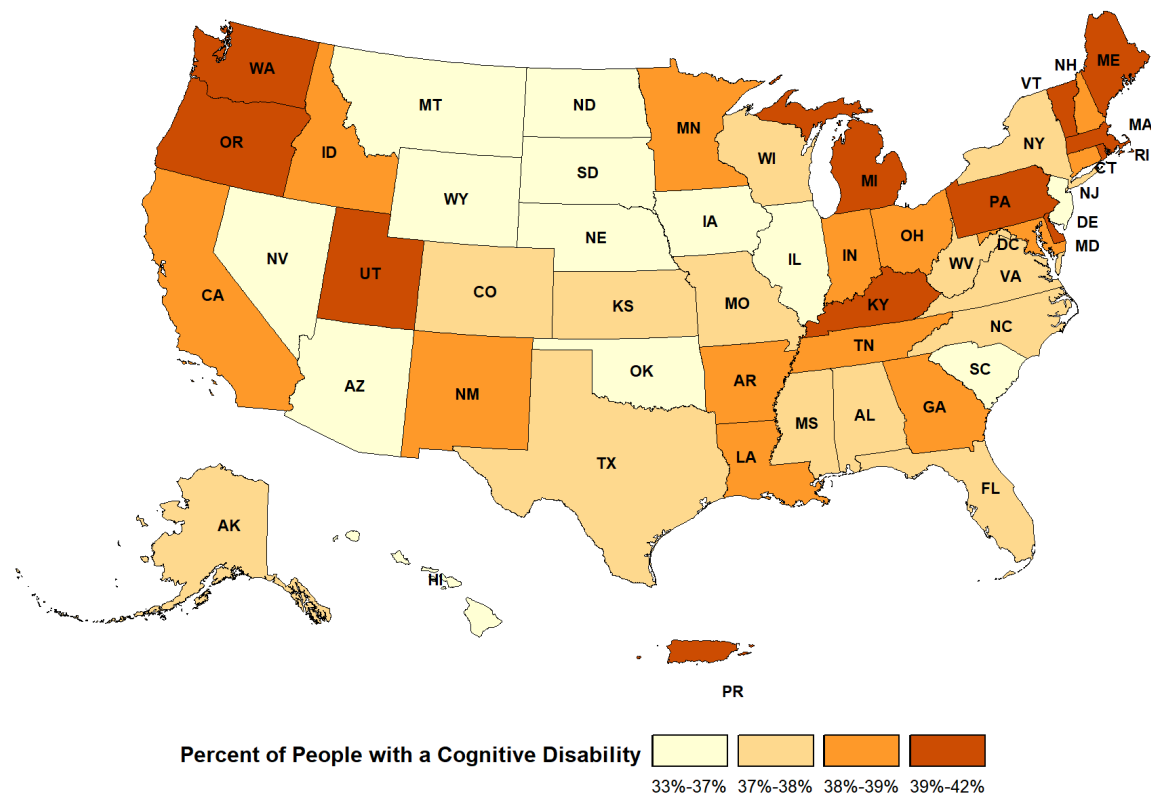 NH
ME
WA
VT
MT
ND
MA
MN
OR
NY
ID
WI
RI
CT
SD
MI
NJ
WY
PA
IA
DE
NE
OH
DC
MD
NV
IL
IN
WV
UT
VA
CO
CA
KS
MO
KY
NC
TN
OK
SC
AZ
AR
NM
GA
MS
AL
LA
TX
FL
AK
HI
PR
Percent of People with a Cognitive Disability
33%-37% 37%-38% 38%-39% 39%-42%